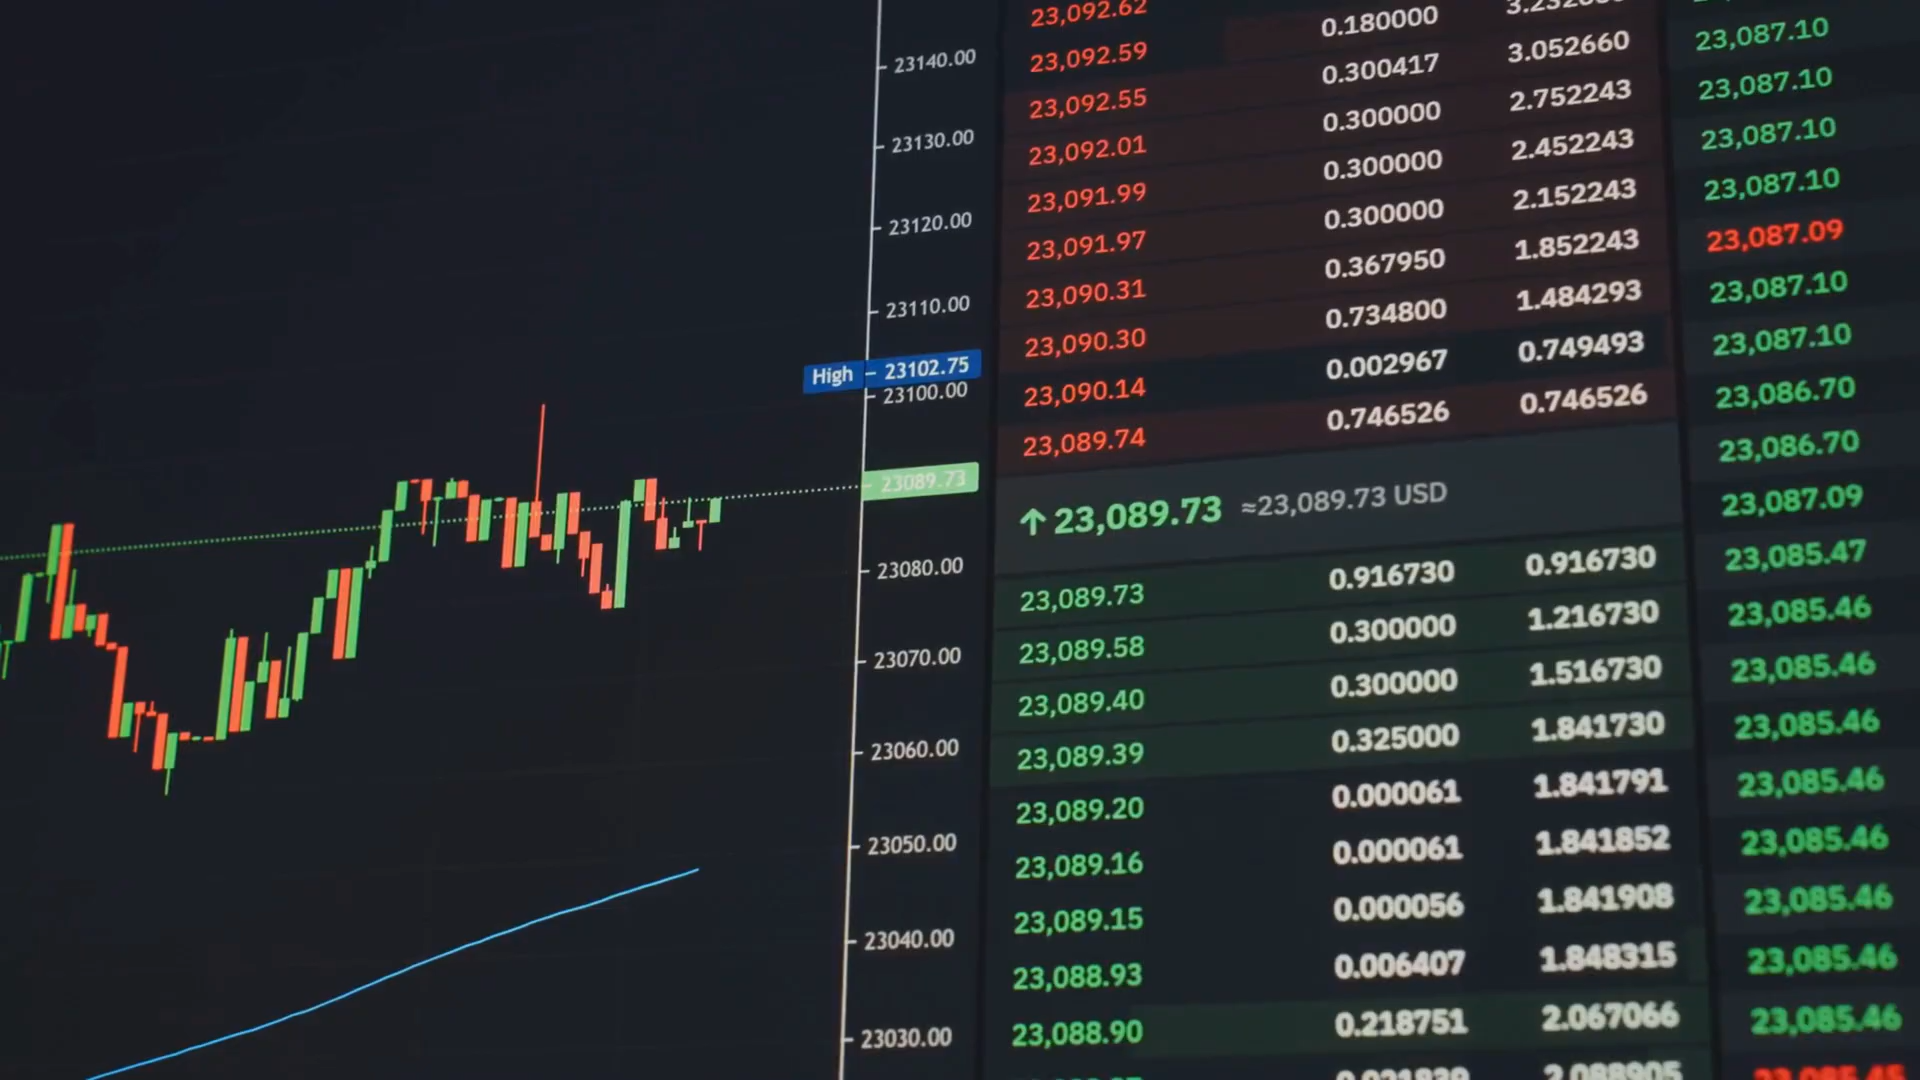 23140.00
23130.00
23120.00
23110.00
High 23102.75
23100.00
23089.73
23080.00
23070.00
23060.00
23050.00
23040.00
23030.00
23,092.62 0.180000
23,092.59 0.300417 3.052660
23,092.55 0.300000 2.752243
23,092.01 0.300000 2.452243
23,091.99 0.300000 2.152243
23,091.97 0.367950 1.852243
23,090.31 0.734800 1.484293
23,090.30 0.002967 0.749493
23,090.14 0.746526 0.746526
23,089.74
↑23,089.73 ≈23,089.73 USD
23,089.73 0.916730 0.916730
23,089.58 0.300000 1.216730
23,089.40 0.300000 1.516730
23,089.39 0.325000 1.841730
23,089.20 0.000061 1.841791
23,089.16 0.000061 1.841852
23,089.15 0.000056 1.841908
23,088.93 0.006407 1.848315
23,088.90 0.218751 2.067066
23,087.10
23,087.10
23,087.10
23,087.10
23,087.09
23,087.10
23,087.10
23,086.70
23,086.70
23,087.09
23,085.47
23,085.46
23,085.46
23,085.46
23,085.46
23,085.46
23,085.46
23,085.46
23,085.46